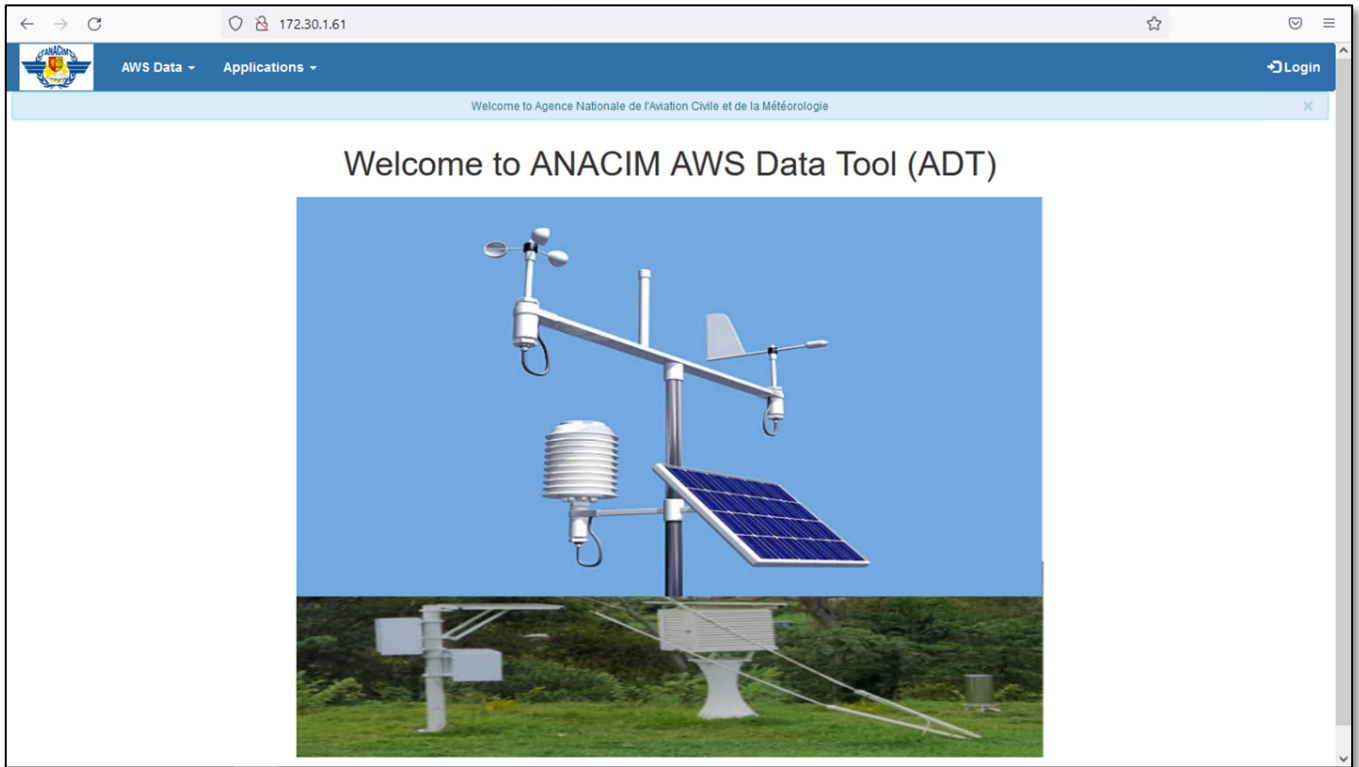 172.30.1.61
ANACIM
AWS Data
Applications
Login
Welcome to Agence Nationale de l'Aviation Civile et de la Météorologie
Welcome to ANACIM AWS Data Tool (ADT)